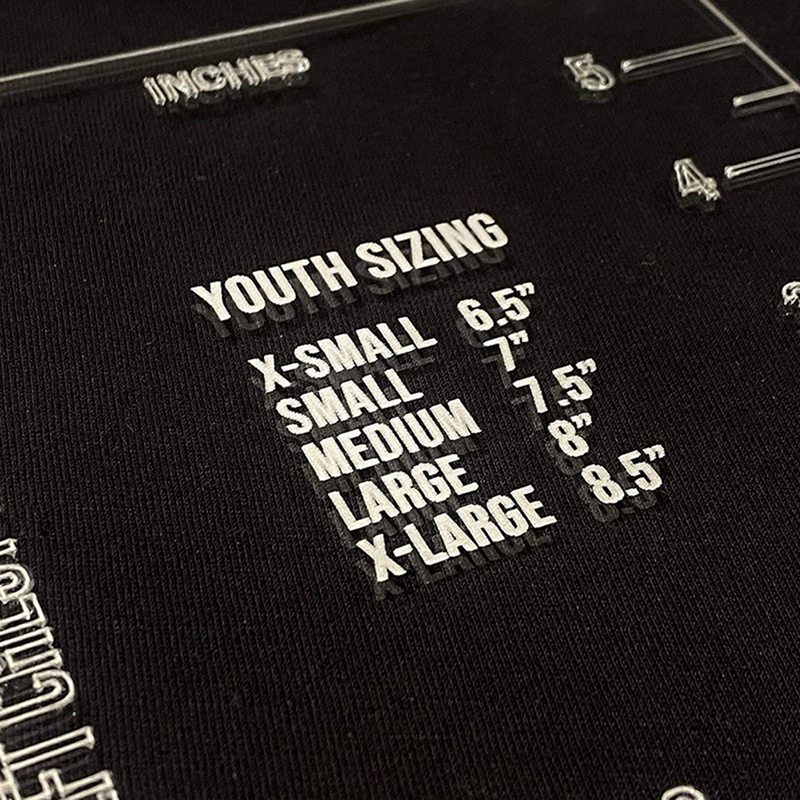 INCHES
5
4
YOUTH SIZING
X-SMALL 6.5”
SMALL 7”
MEDIUM 7.5”
LARGE 8”
X-LARGE 8.5”